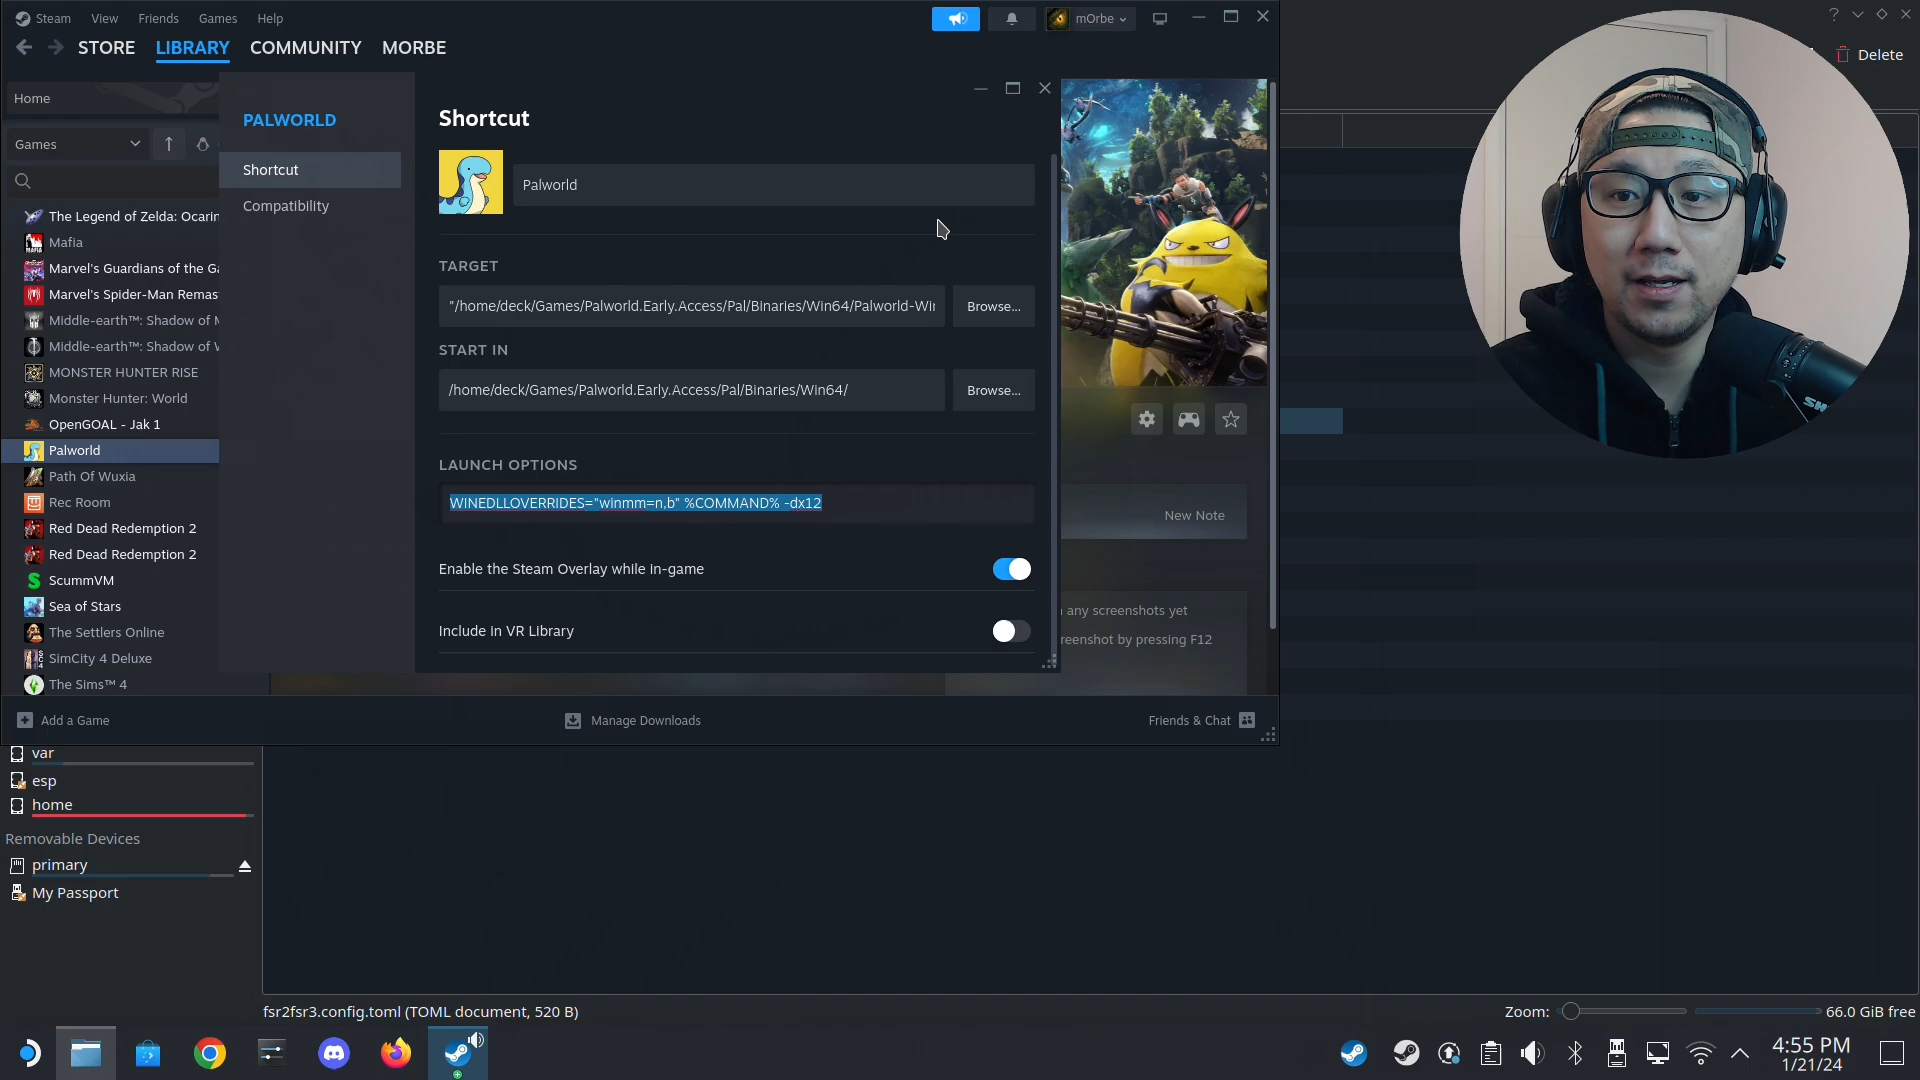 Steam View Friends Games Help
mOrbe
STORE LIBRARY COMMUNITY MORBE
Delete
Home
PALWORLD
Shortcut
Games
Shortcut
Palworld
Compatibility
The Legend of Zelda: Ocarin
Mafia
Marvel's Guardians of the Ga
TARGET
Marvel's Spider-Man Remas
"/home/deck/Games/Palworld.Early.Access/Pal/Binaries/Win64/Palworld-Win
Browse...
Middle-earth™: Shadow of M
Middle-earth™: Shadow of W
START IN
MONSTER HUNTER RISE
/home/deck/Games/Palworld.Early.Access/Pal/Binaries/Win64/
Browse...
Monster Hunter: World
OpenGOAL - Jak 1
Palworld
LAUNCH OPTIONS
Path Of Wuxia
Rec Room
WINEDLLOVERRIDES="winmm=n,b" %COMMAND% -dx12
New Note
Red Dead Redemption 2
Red Dead Redemption 2
Enable the Steam Overlay while in-game
ScummVM
Sea of Stars
any screenshots yet
The Settlers Online
Include in VR Library
reenshot by pressing F12
SimCity 4 Deluxe
The Sims™ 4
Add a Game
Manage Downloads
Friends & Chat
var
esp
home
Removable Devices
primary
My Passport
fsr2fsr3.config.toml (TOML document, 520 B)
Zoom:
66.0 GiB free
4:55 PM
1/21/24